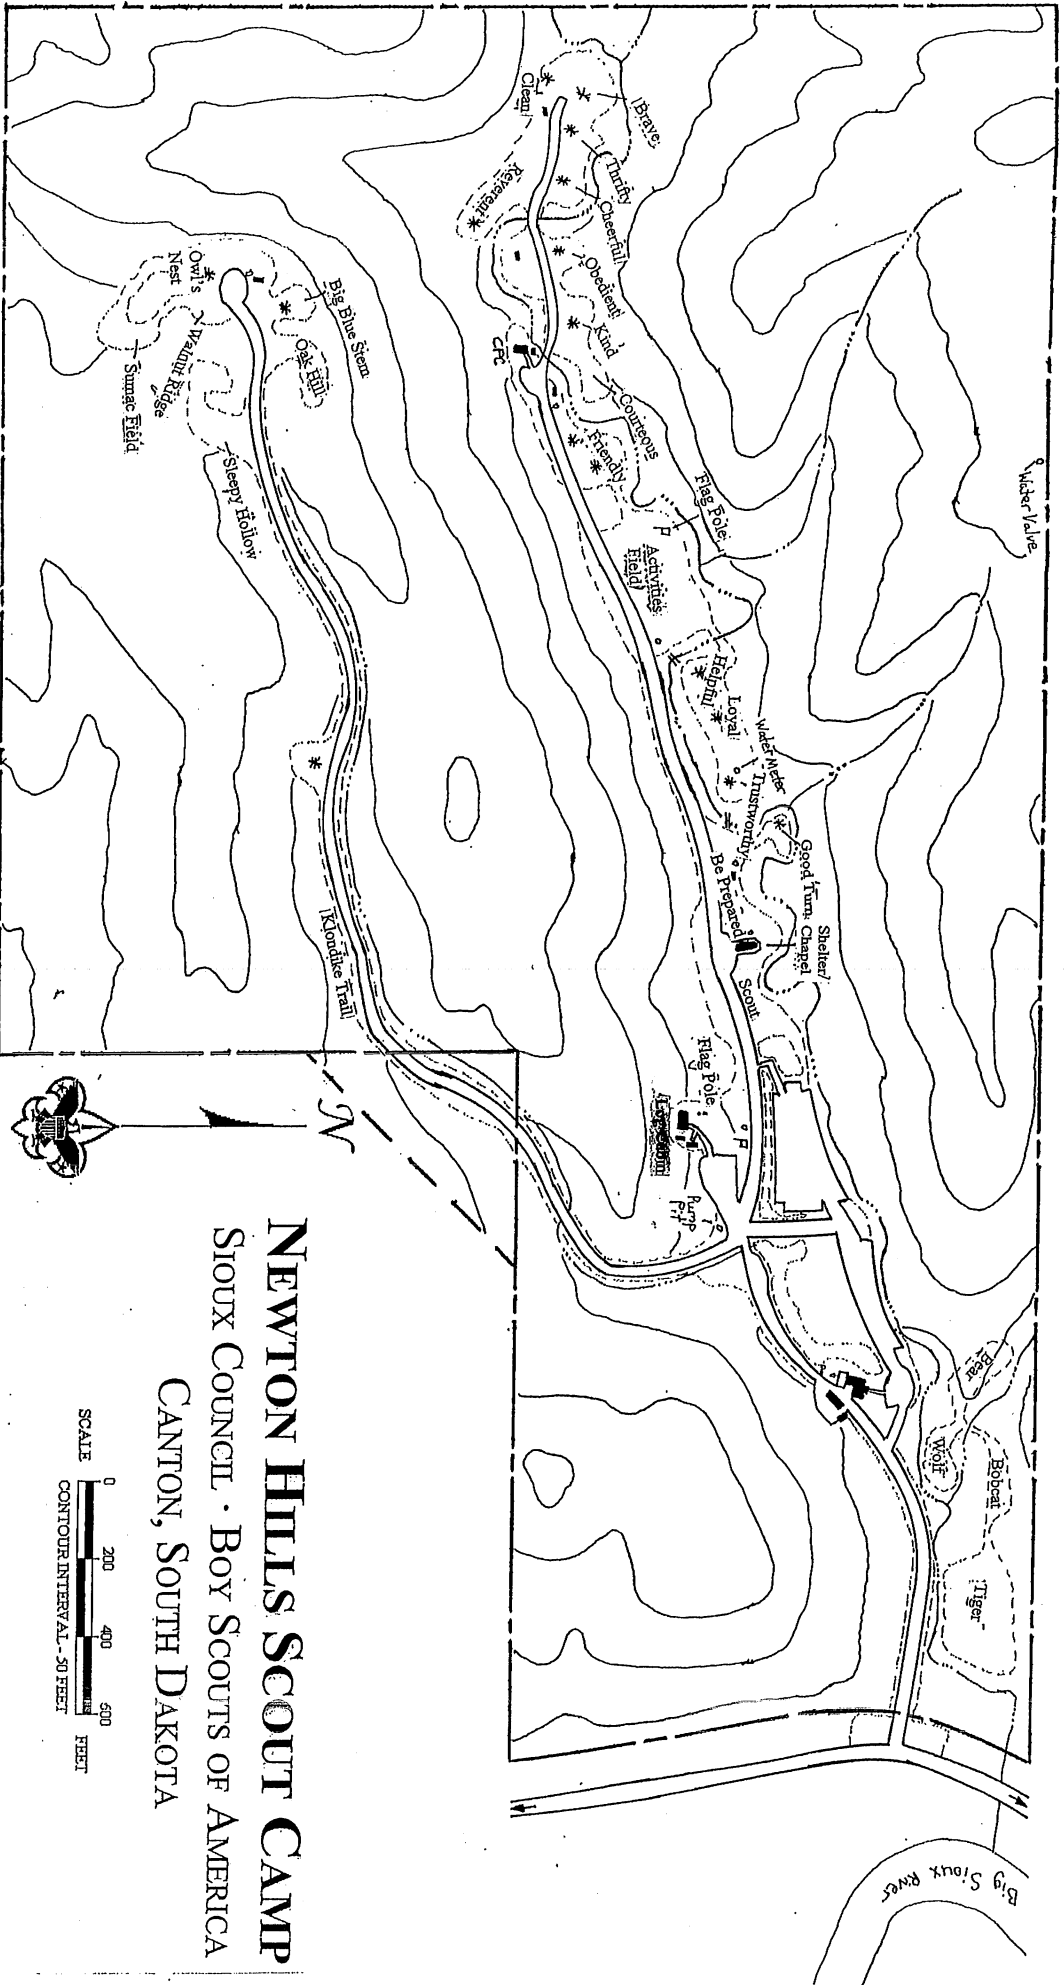 Brave
Clean
Thrifty
Cheerful
Reverent
Obedient
Kind
Courteous
Friendly
CFC
Flag Pole
Activities
Field
Water Valve
Owl's
Nest
Big Blue Stem
Oak Hill
Walnut Ridge
Sumac Field
Sleepy Hollow
Helpful
Loyal
Water Meter
Trustworthy
Good Turn
Be Prepared
Shelter/
Chapel
Scout
Klondike Trail
Flag Pole
Pump
Pit
Bear
Wolf
Bobcat
Tiger
Big Sioux River
N
NEWTON HILLS SCOUT CAMP
SIOUX COUNCIL · BOY SCOUTS OF AMERICA
CANTON, SOUTH DAKOTA
SCALE 0 200 400 600 FEET
CONTOUR INTERVAL - 50 FEET